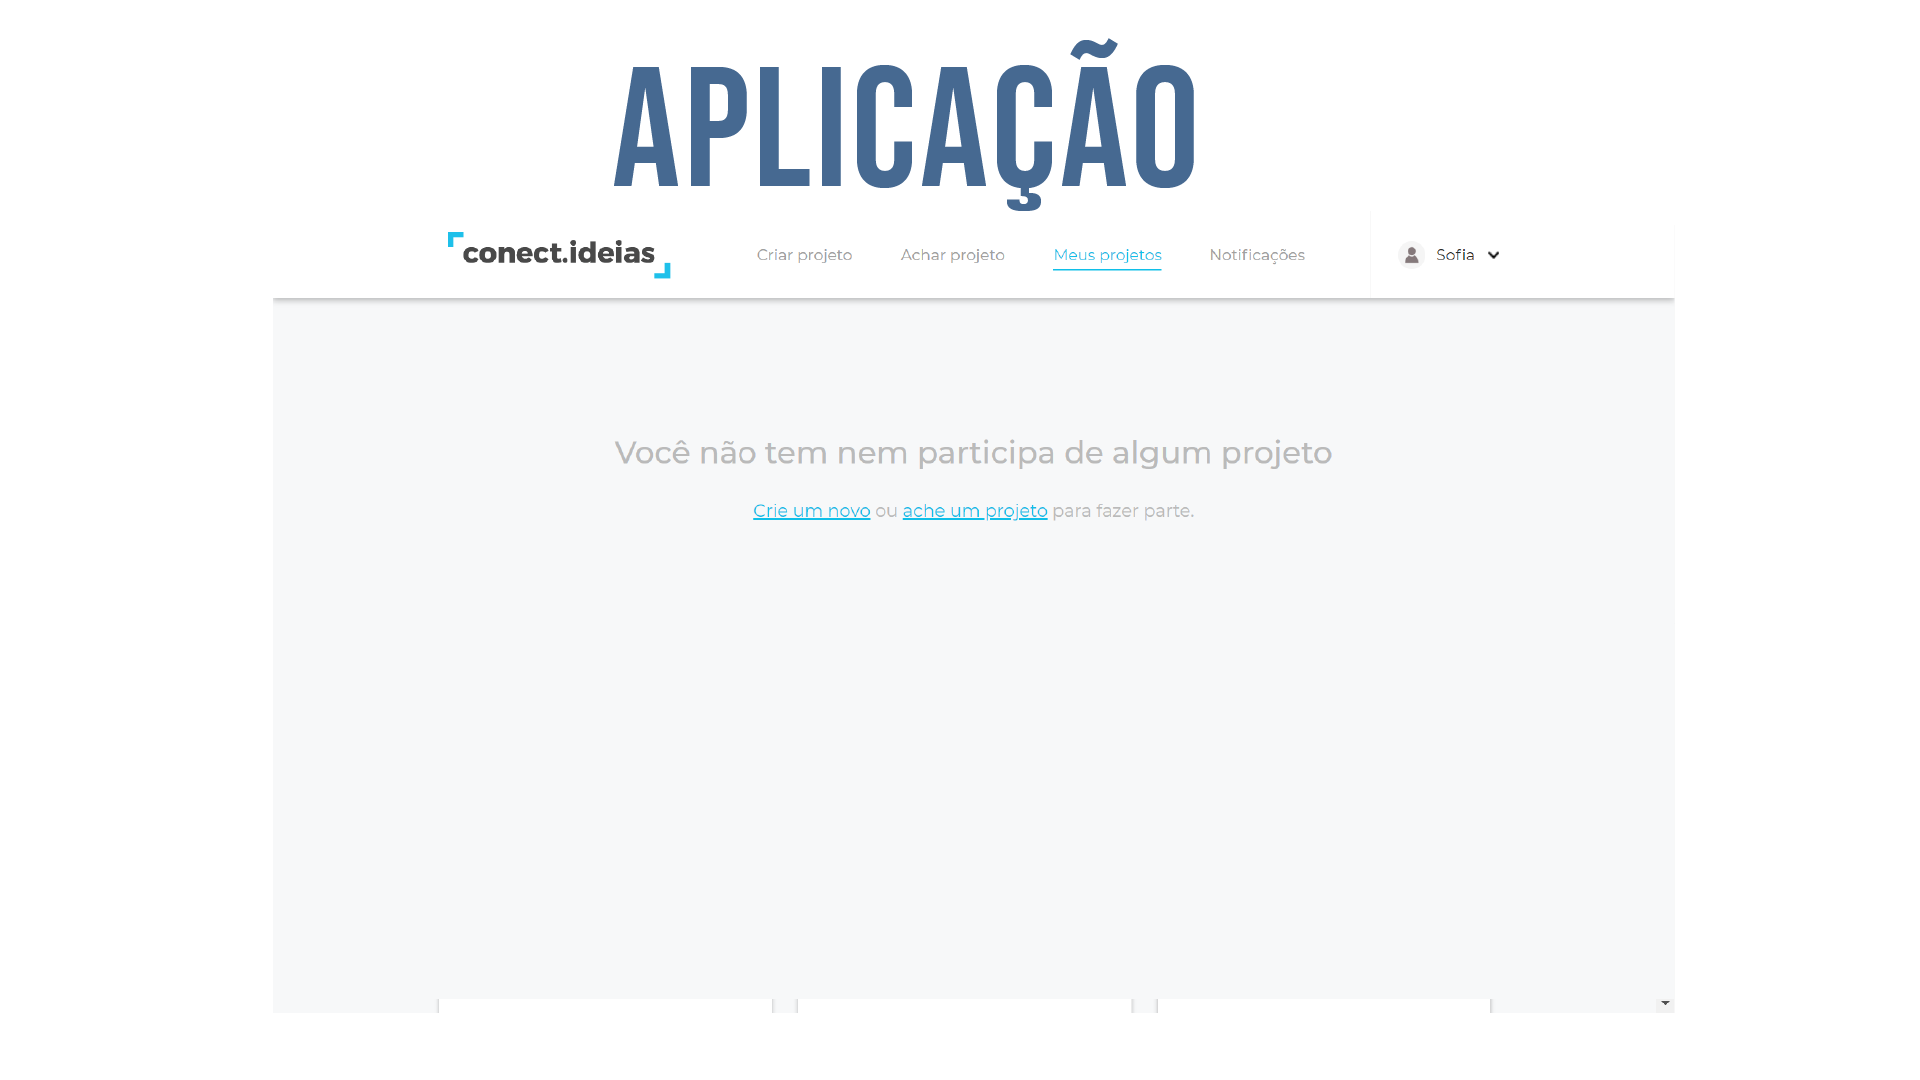 APLICAÇÃO
conect.ideias Criar projeto Achar projeto Meus projetos Notificações Sofia
Você não tem nem participa de algum projeto
Crie um novo ou ache um projeto para fazer parte.